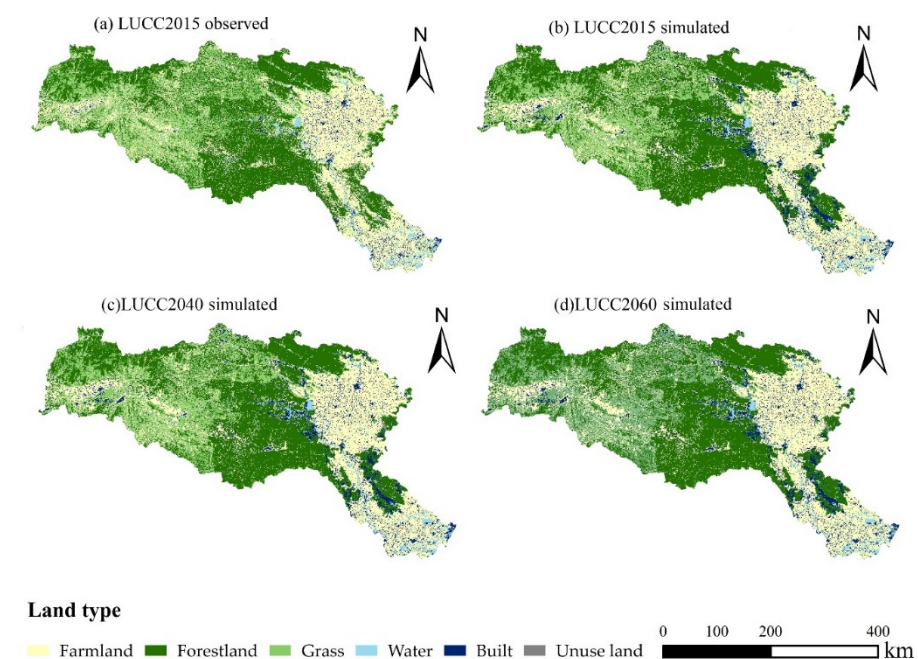 (a) LUCC2015 observed
(b) LUCC2015 simulated
N
N
(c)LUCC2040 simulated
(d)LUCC2060 simulated
N
N
Land type
Farmland Forestland Grass Water Built Unuse land
0 100 200 400
km